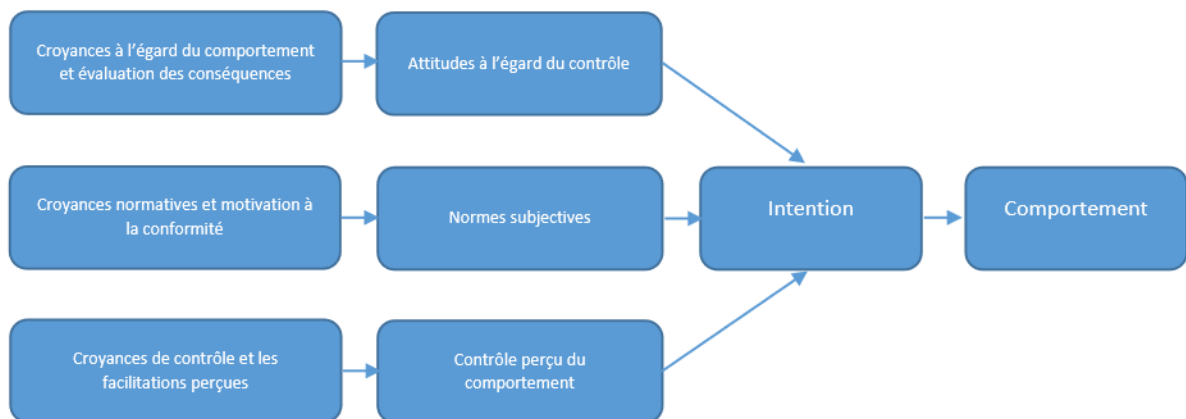 Croyances à l’égard du comportement
et évaluation des conséquences
Attitudes à l’égard du contrôle
Croyances normatives et motivation à
la conformité
Normes subjectives
Intention
Comportement
Croyances de contrôle et les
facilitations perçues
Contrôle perçu du
comportement